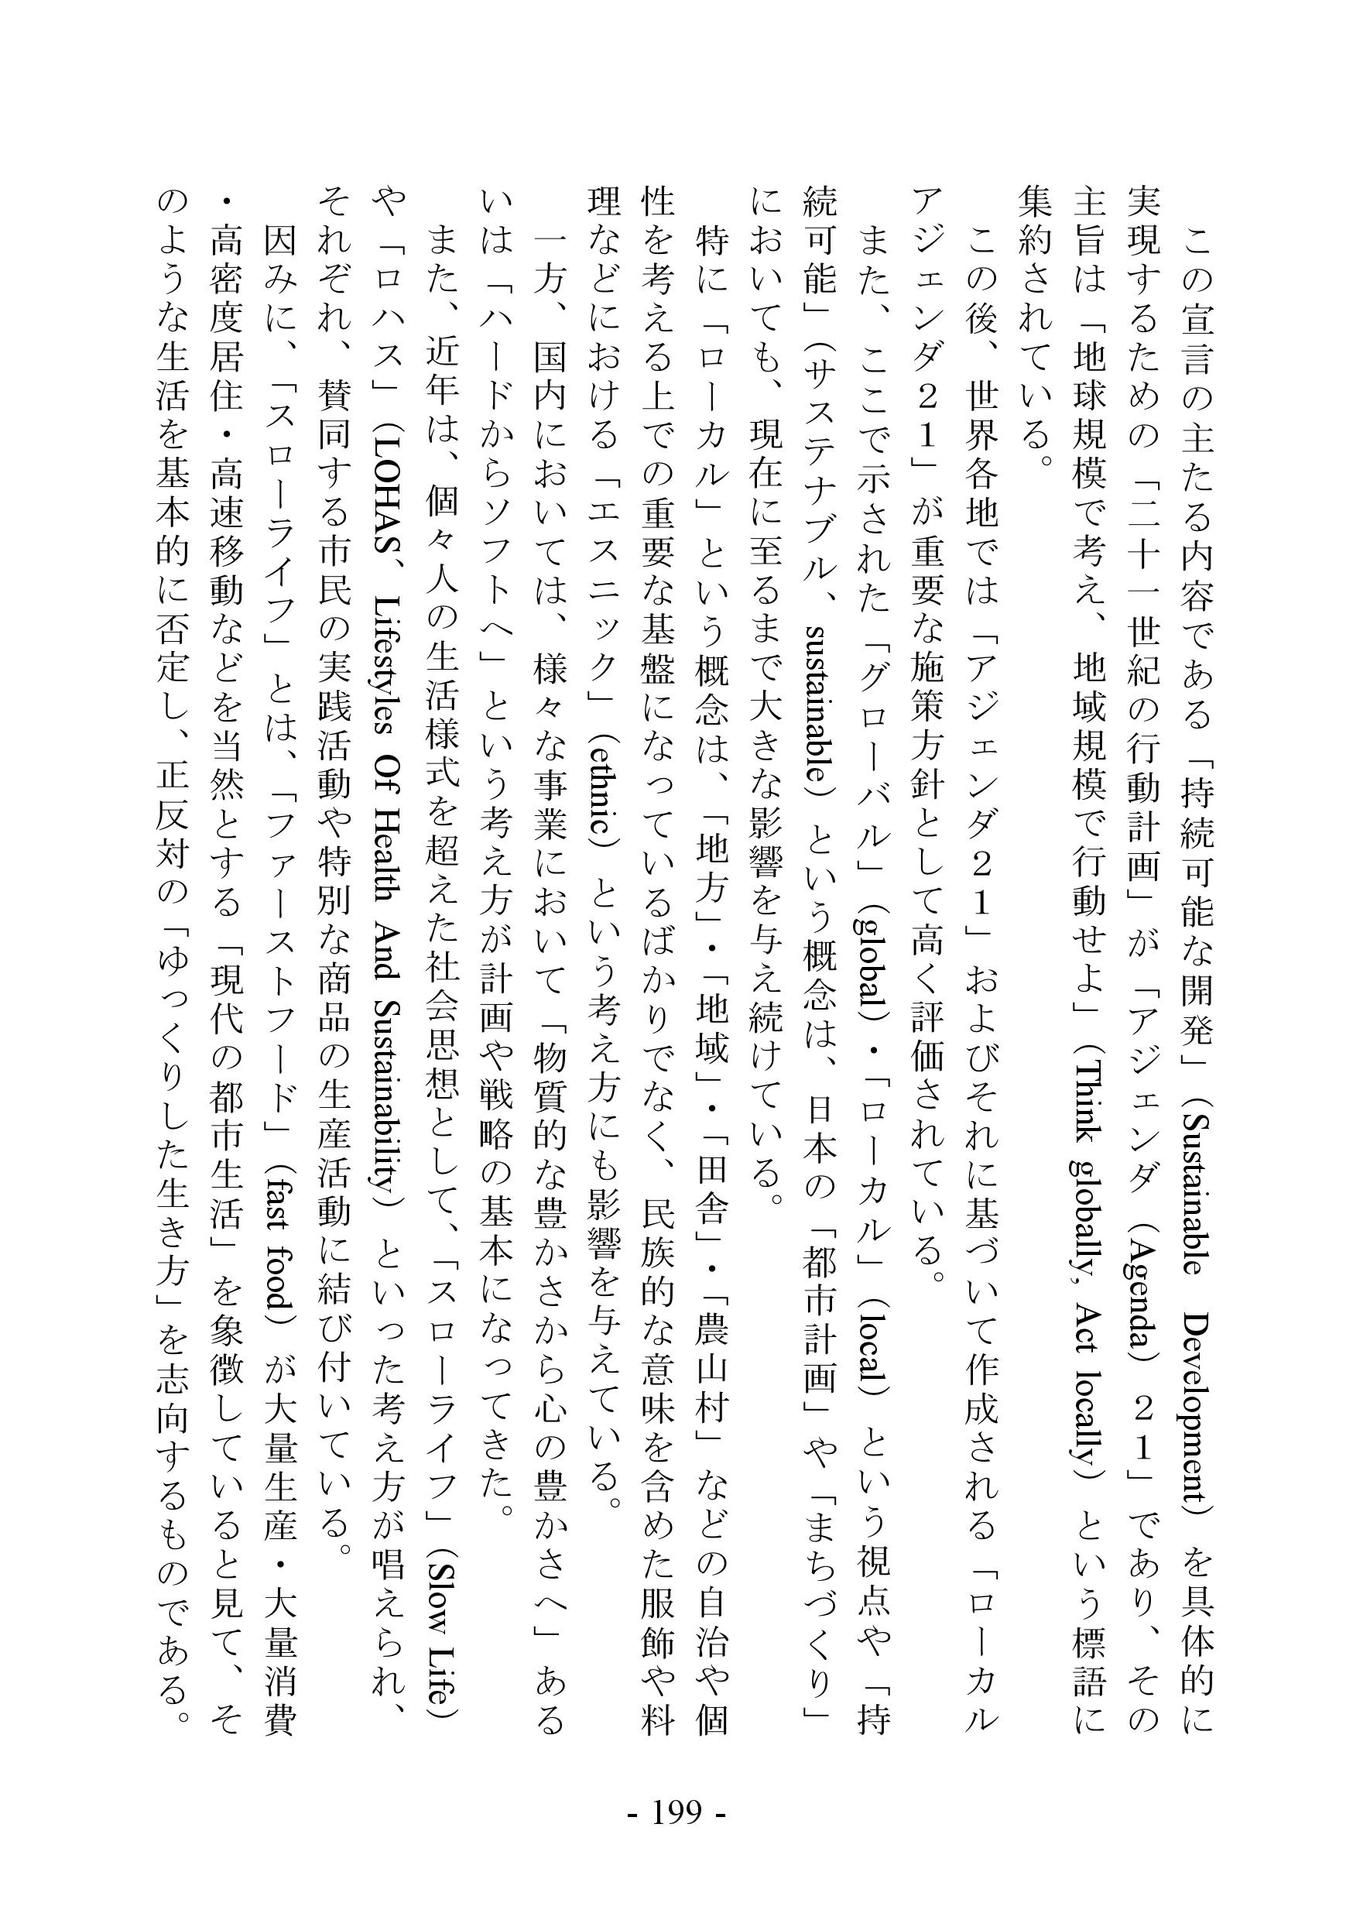 この宣言の主たる内容である「持続可能な開発」（Sustainable Development）を具体的に
実現するための「二十一世紀の行動計画」が「アジェンダ（Agenda）２１」であり、その
主旨は「地球規模で考え、地域規模で行動せよ」（Think globally, Act locally）という標語に
集約されている。
　この後、世界各地では「アジェンダ２１」およびそれに基づいて作成される「ローカル
アジェンダ２１」が重要な施策方針として高く評価されている。
　また、ここで示された「グローバル」（global）・「ローカル」（local）という視点や「持
続可能」（サステナブル、sustainable）という概念は、日本の「都市計画」や「まちづくり」
においても、現在に至るまで大きな影響を与え続けている。
　特に「ローカル」という概念は、「地方」・「地域」・「田舎」・「農山村」などの自治や個
性を考える上での重要な基盤になっているばかりでなく、民族的な意味を含めた服飾や料
理などにおける「エスニック」（ethnic）という考え方にも影響を与えている。
　一方、国内においては、様々な事業において「物質的な豊かさから心の豊かさへ」ある
いは「ハードからソフトへ」という考え方が計画や戦略の基本になってきた。
　また、近年は、個々人の生活様式を超えた社会思想として、「スローライフ」（Slow Life）
や「ロハス」（LOHAS、Lifestyles Of Health And Sustainability）といった考え方が唱えられ、
それぞれ、賛同する市民の実践活動や特別な商品の生産活動に結び付いている。
　因みに、「スローライフ」とは、「ファーストフード」（fast food）が大量生産・大量消費
・高密度居住・高速移動などを当然とする「現代の都市生活」を象徴していると見て、そ
のような生活を基本的に否定し、正反対の「ゆっくりした生き方」を志向するものである。
- 199 -